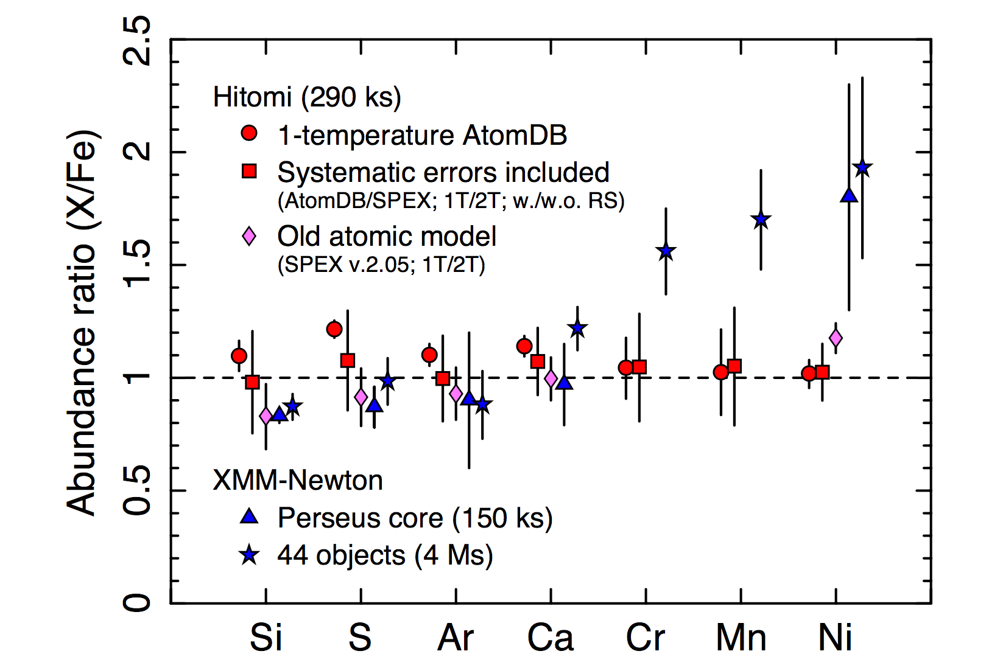 2.5
2
1.5
1
0.5
0
Abundance ratio (X/Fe)
Hitomi (290 ks)
1-temperature AtomDB
Systematic errors included
(AtomDB/SPEX; 1T/2T; w./w.o. RS)
Old atomic model
(SPEX v.2.05; 1T/2T)
XMM-Newton
Perseus core (150 ks)
44 objects (4 Ms)
Si S Ar Ca Cr Mn Ni